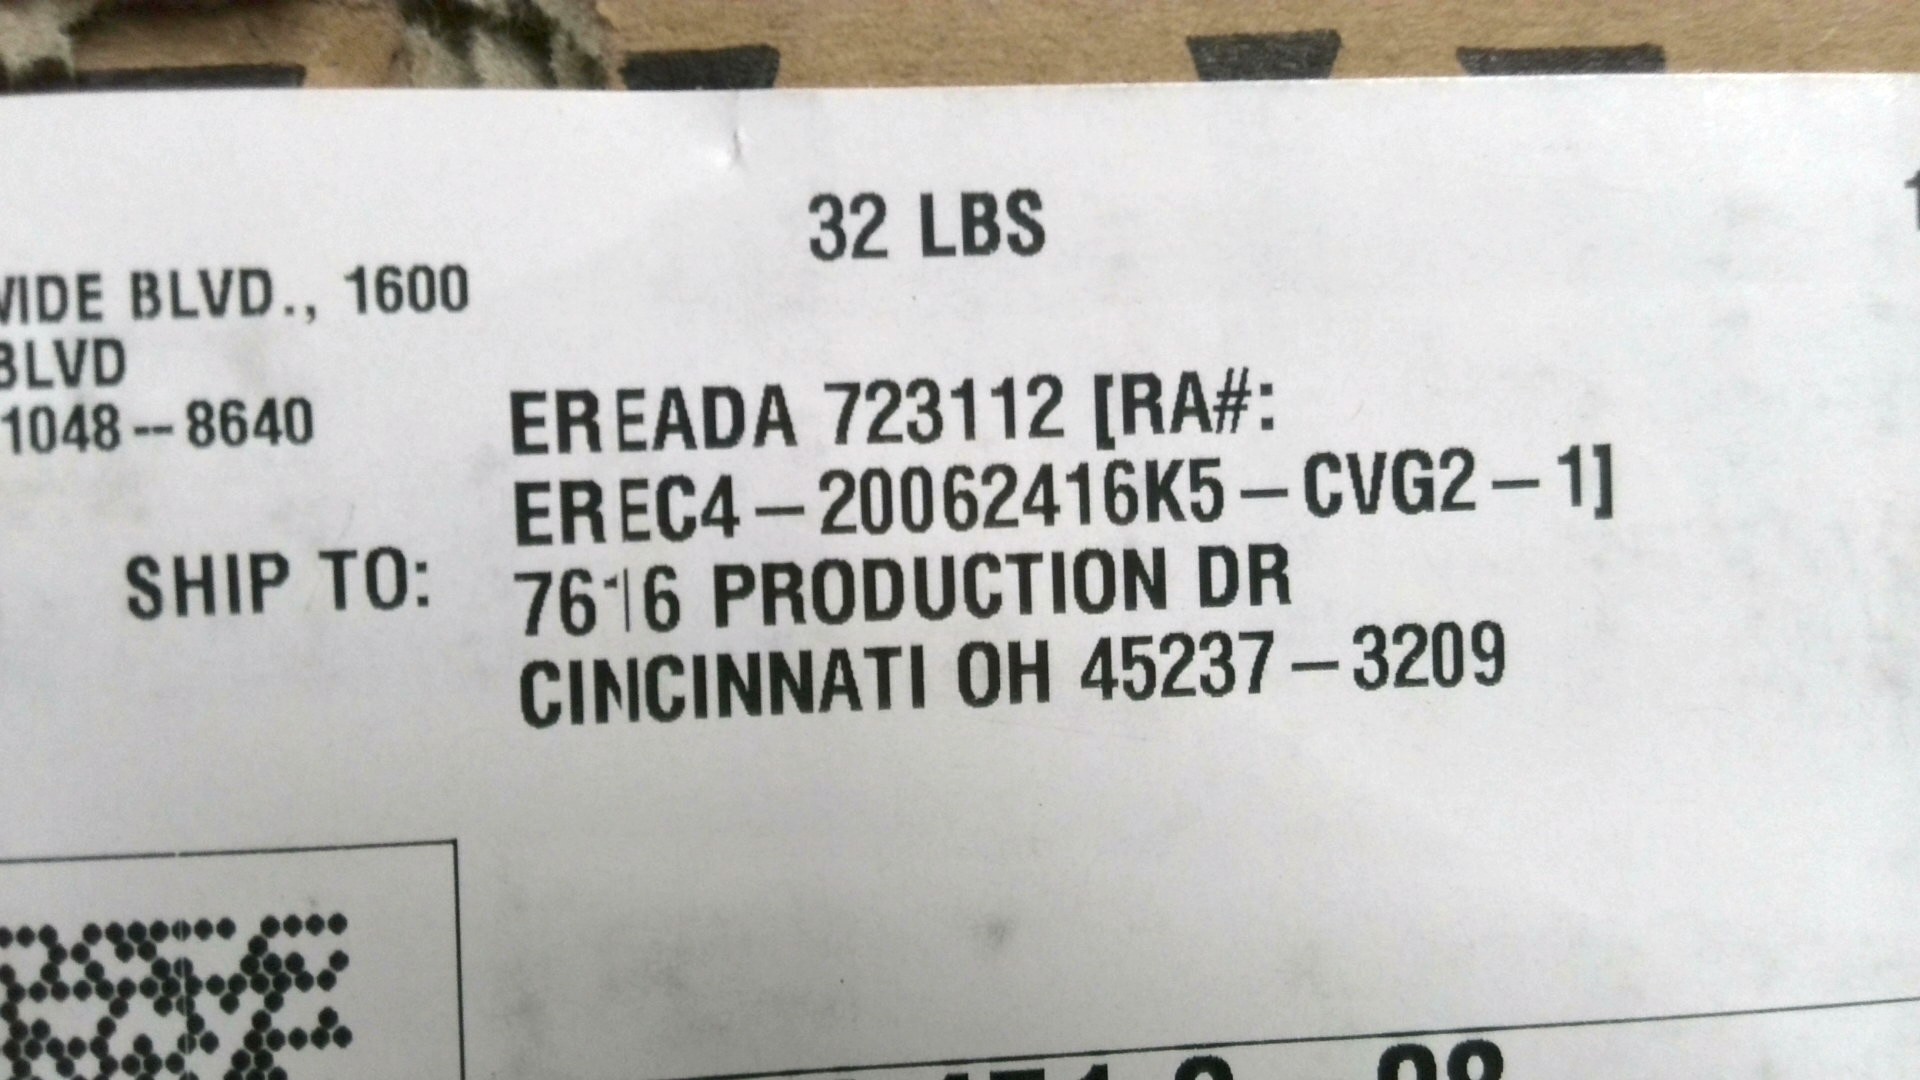 32 LBS
BLVD., 1600
BLVD
1048--8640
EREADA 723112 [RA#:
EREC4-20062416K5-CVG2-1]
SHIP TO: 7616 PRODUCTION DR
CINCINNATI OH 45237-3209